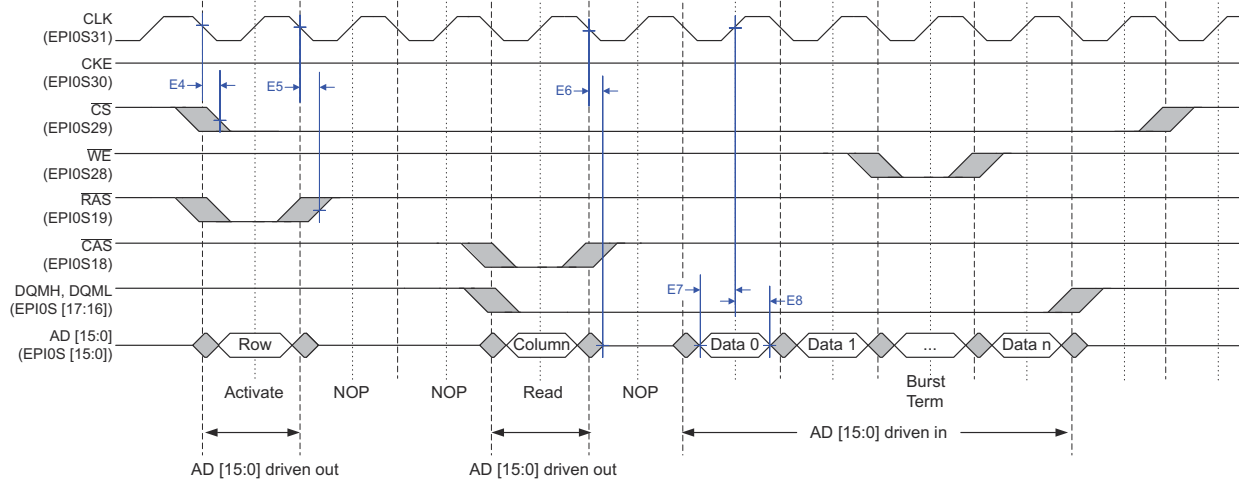 CLK
(EPI0S31)
CKE
(EPI0S30)
E4
E5
E6
CS
(EPI0S29)
WE
(EPI0S28)
RAS
(EPI0S19)
CAS
(EPI0S18)
DQMH, DQML
(EPI0S [17:16])
E7
E8
AD [15:0]
(EPI0S [15:0])
Row
Column
Data 0
Data 1
...
Data n
Activate
NOP
NOP
Read
NOP
Burst
Term
AD [15:0] driven in
AD [15:0] driven out
AD [15:0] driven out